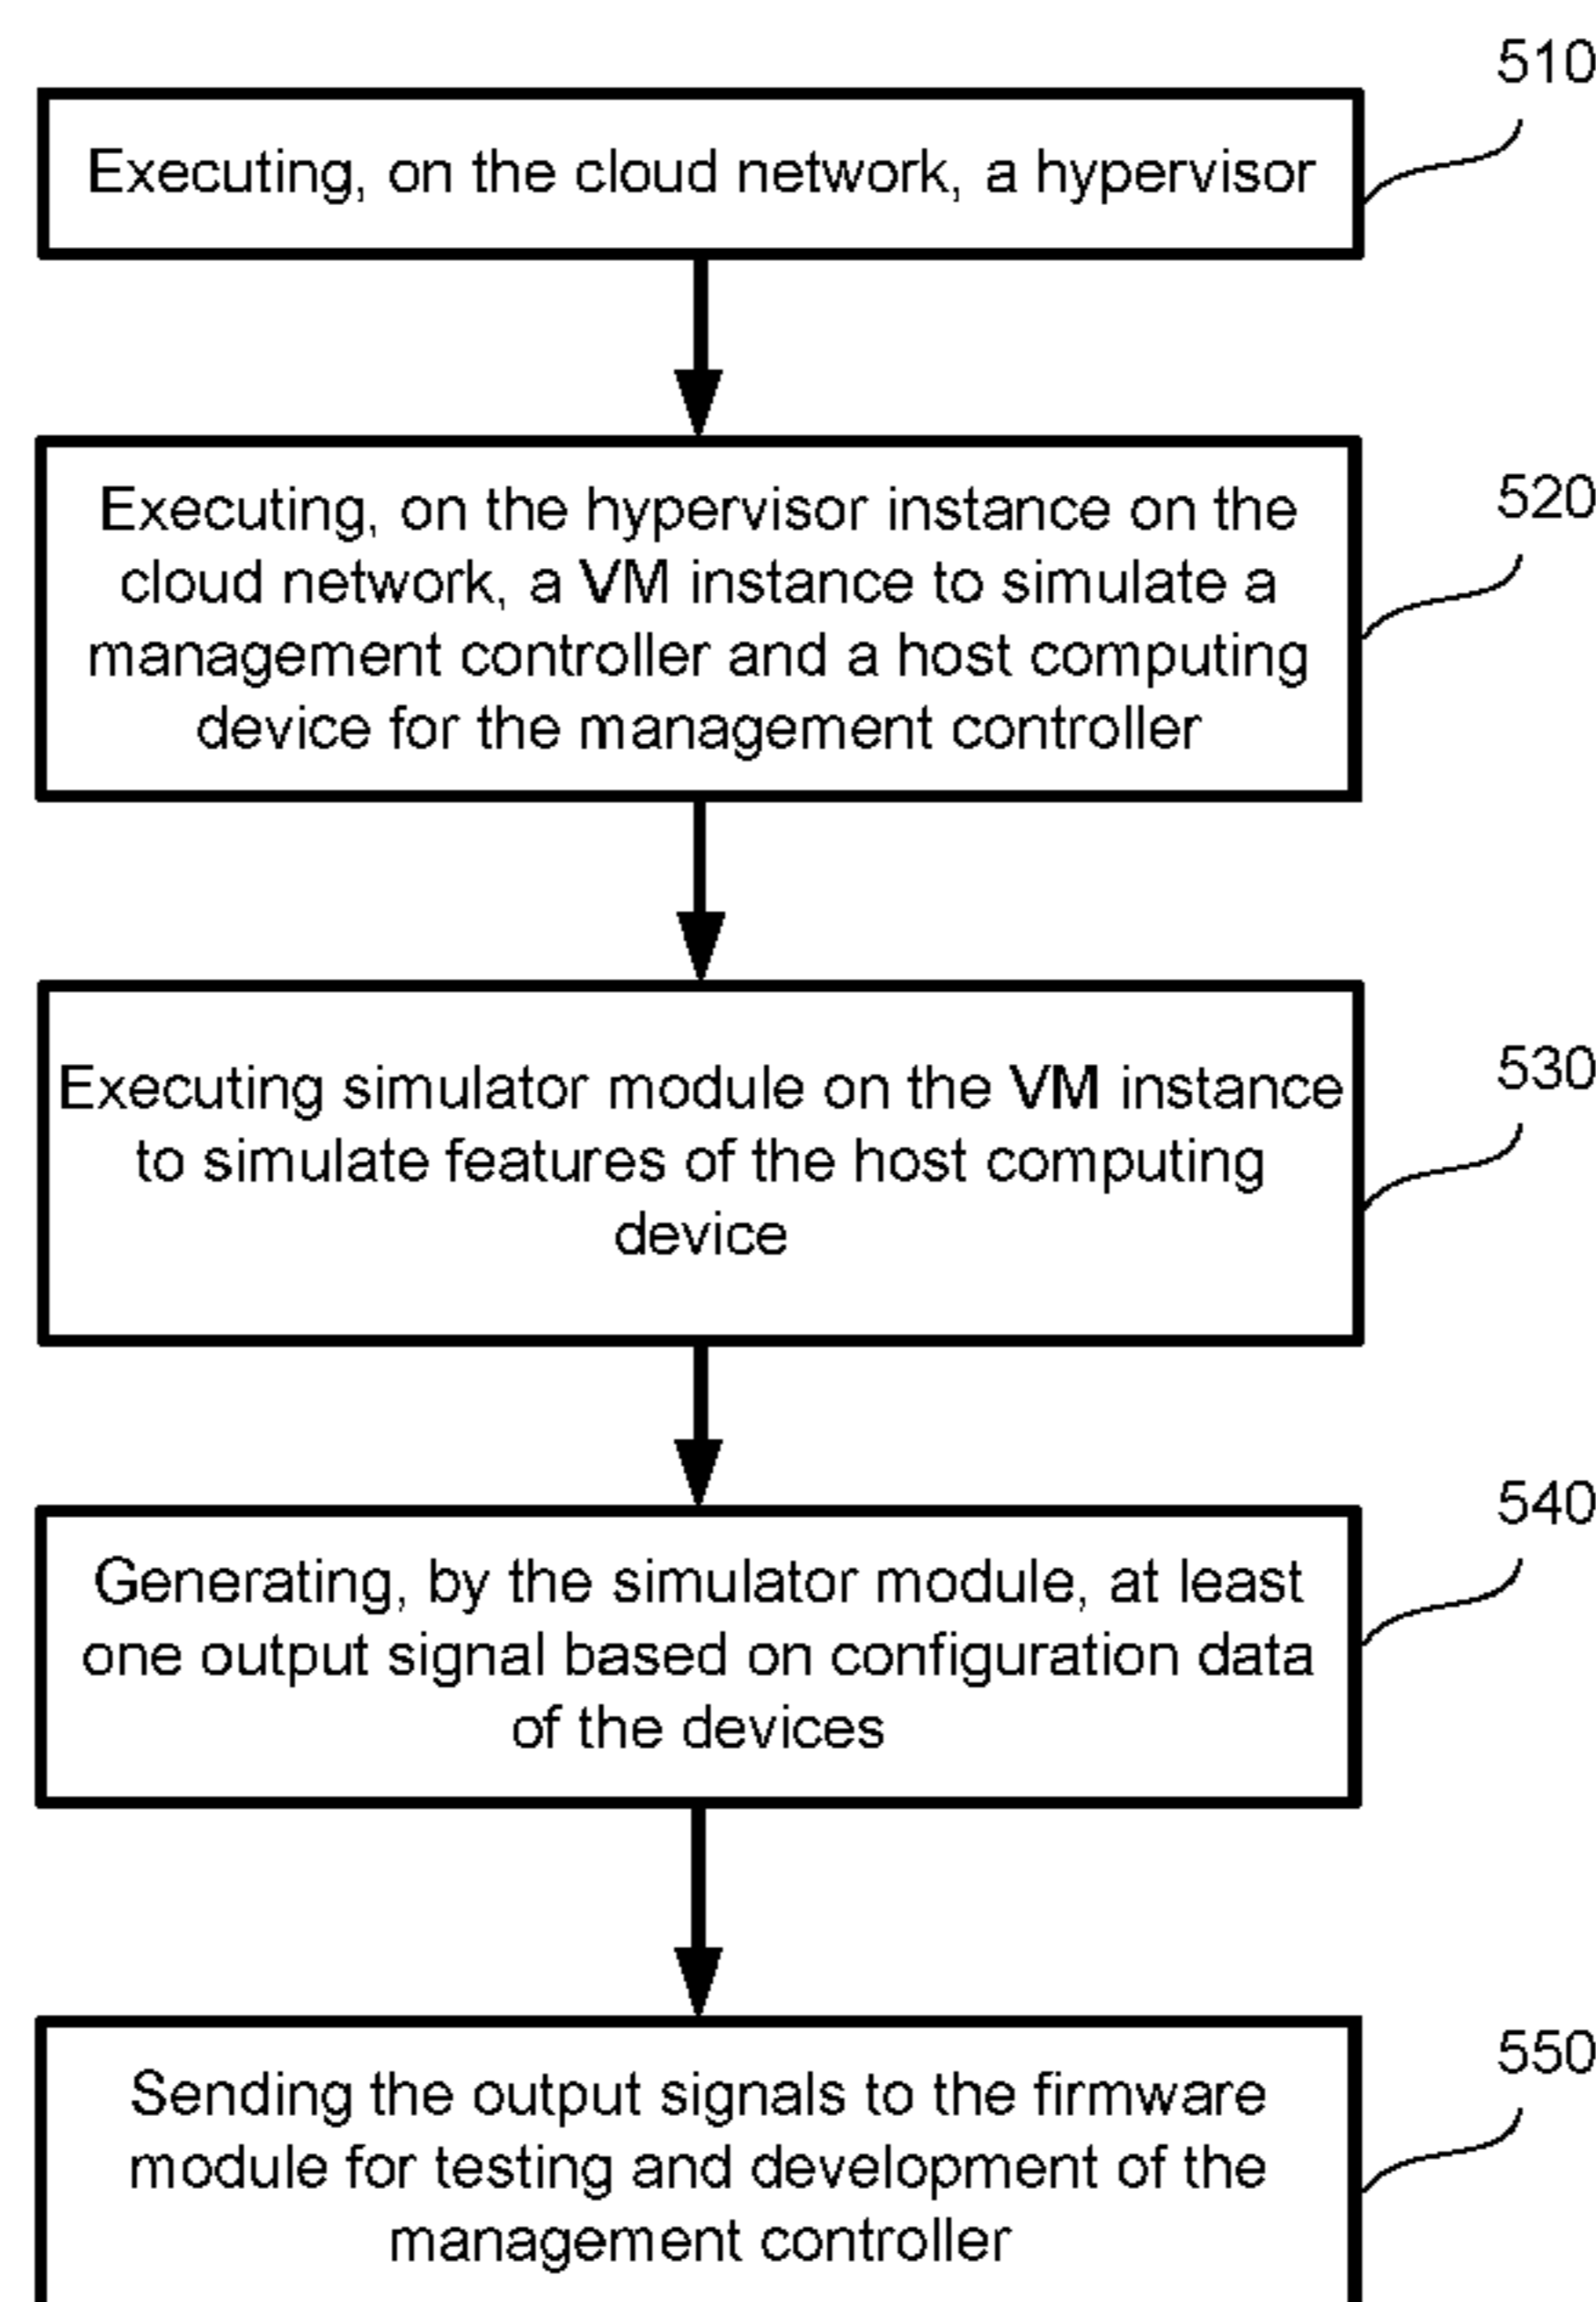 510
Executing, on the cloud network, a hypervisor
520
Executing, on the hypervisor instance on the
cloud network, a VM instance to simulate a
management controller and a host computing
device for the management controller
530
Executing simulator module on the VM instance
to simulate features of the host computing
device
540
Generating, by the simulator module, at least
one output signal based on configuration data
of the devices
550
Sending the output signals to the firmware
module for testing and development of the
management controller